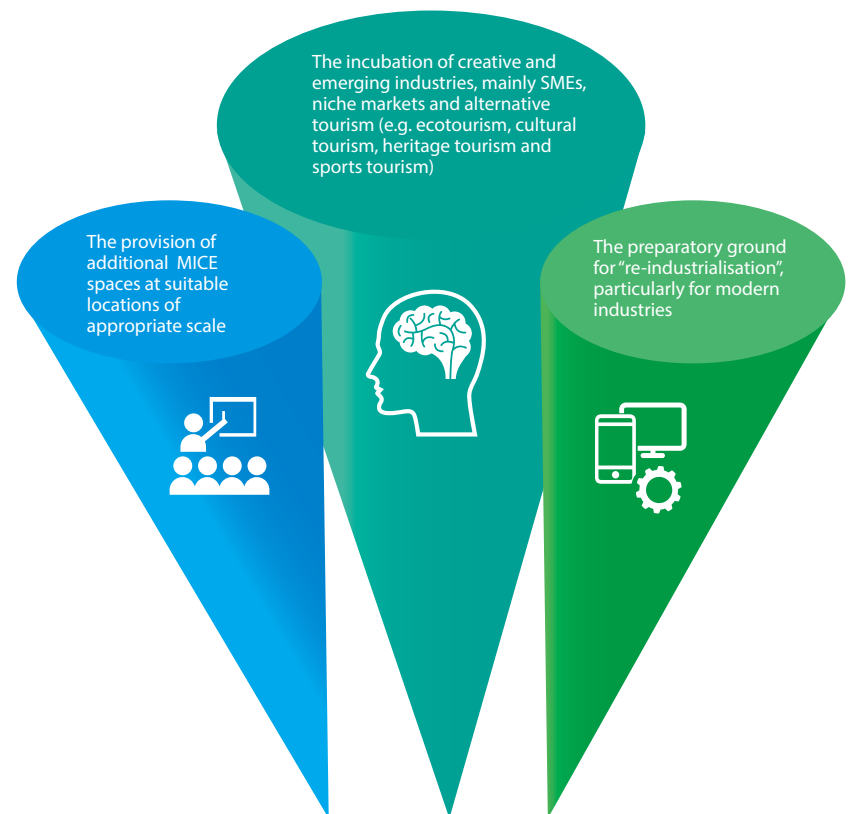 The incubation of creative and
emerging industries, mainly SMEs,
niche markets and alternative
tourism (e.g. ecotourism, cultural
tourism, heritage tourism and
sports tourism)
The provision of
additional MICE
spaces at suitable
locations of
appropriate scale
The preparatory ground
for “re-industrialisation”,
particularly for modern
industries